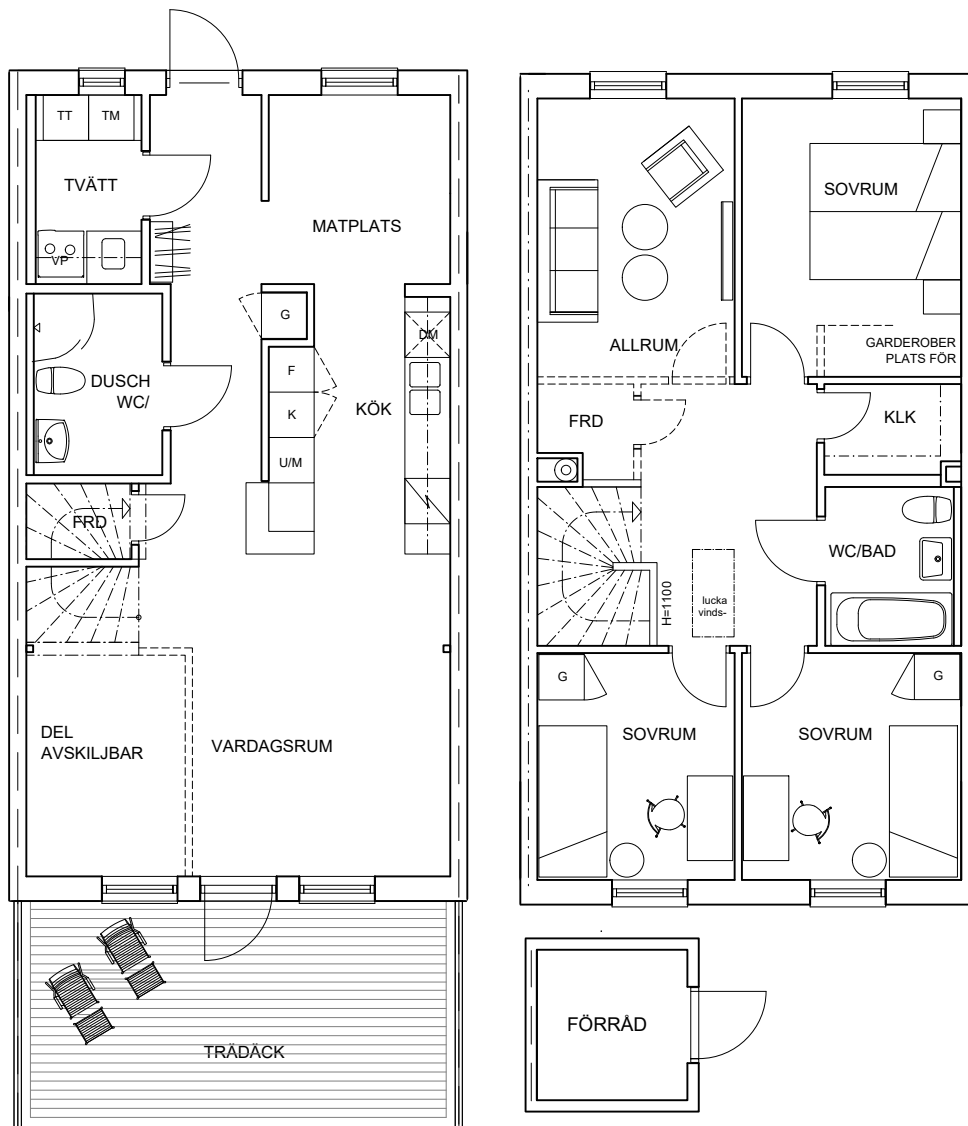 TT
TM
TVÄTT
VP
MATPLATS
G
DM
F
DUSCH
WC/
K
KÖK
U/M
FRD
DEL
AVSKILJBAR
VARDAGSRUM
TRÄDÄCK
SOVRUM
ALLRUM
GARDEROBER
PLATS FÖR
FRD
KLK
WC/BAD
H=1100
lucka
vinds-
G
G
SOVRUM
SOVRUM
FÖRRÅD